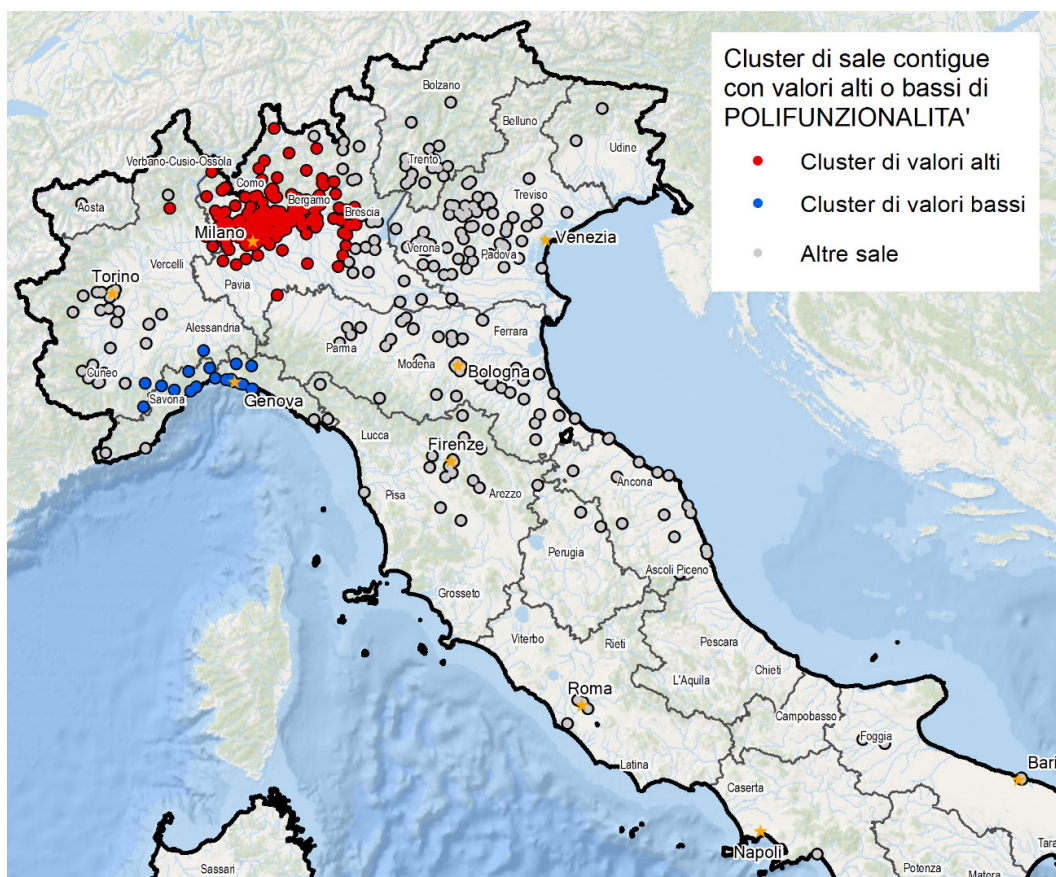 Cluster di sale contigue
con valori alti o bassi di
POLIFUNZIONALITA'
Cluster di valori alti
Cluster di valori bassi
Altre sale
Bolzano
Belluno
Udine
Verbano-Cusio-Ossola
Trento
Como
Treviso
Aosta
Bergamo
Brescia
Milano
Venezia
Verona
Padova
Vercelli
Torino
Pavia
Alessandria
Ferrara
Parma
Modena
Bologna
Cuneo
Savona
Genova
Lucca
Firenze
Ancona
Pisa
Arezzo
Perugia
Ascoli Piceno
Grosseto
Viterbo
Rieti
Pescara
L'Aquila
Chieti
Roma
Campobasso
Foggia
Latina
Bari
Caserta
Napoli
Tara
Sassari
Potenza
Matera